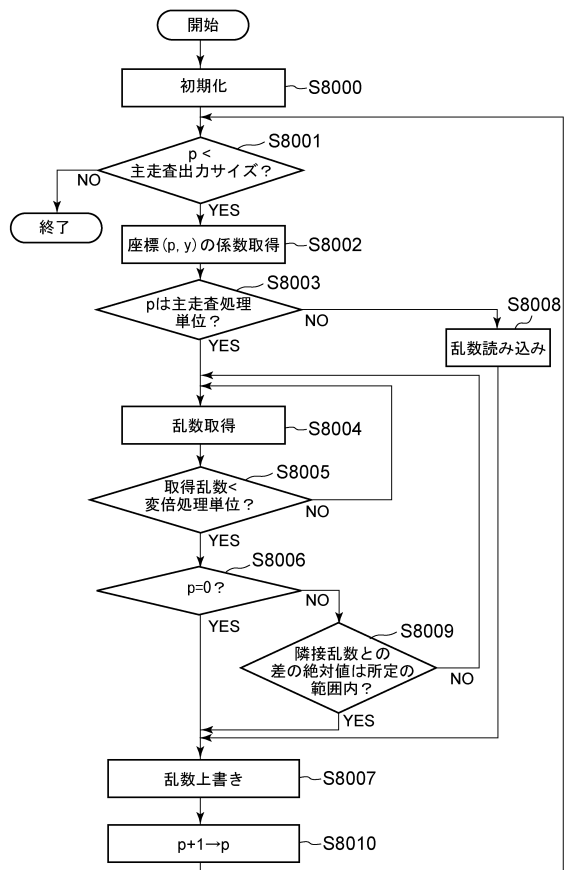 開始
初期化
S8000
p <
主走査出力サイズ？
S8001
NO
YES
終了
座標(p, y)の係数取得
S8002
pは主走査処理
単位？
S8003
NO
YES
S8008
乱数読み込み
乱数取得
S8004
取得乱数<
変倍処理単位？
S8005
NO
YES
p=0？
S8006
NO
YES
隣接乱数との
差の絶対値は所定の
範囲内？
S8009
NO
YES
乱数上書き
S8007
p+1→p
S8010